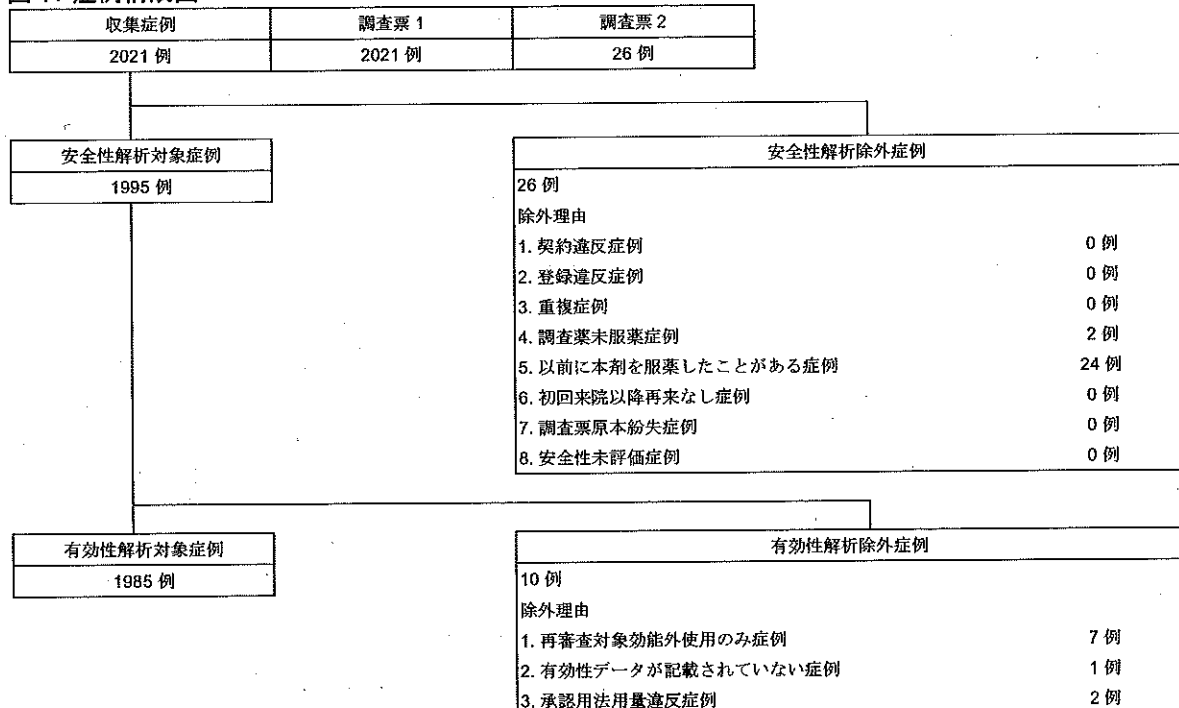 収集症例 調査票 1 調査票 2
2021 例 2021 例 26 例
安全性解析対象症例
1995 例
安全性解析除外症例
26 例
除外理由
1. 契約違反症例 0 例
2. 登録違反症例 0 例
3. 重複症例 0 例
4. 調査薬未服薬症例 2 例
5. 以前に本剤を服薬したことがある症例 24 例
6. 初回来院以降再来なし症例 0 例
7. 調査票原本紛失症例 0 例
8. 安全性未評価症例 0 例
有効性解析対象症例
1985 例
有効性解析除外症例
10 例
除外理由
1. 再審査対象効能外使用のみ症例 7 例
2. 有効性データが記載されていない症例 1 例
3. 承認用法用量違反症例 2 例